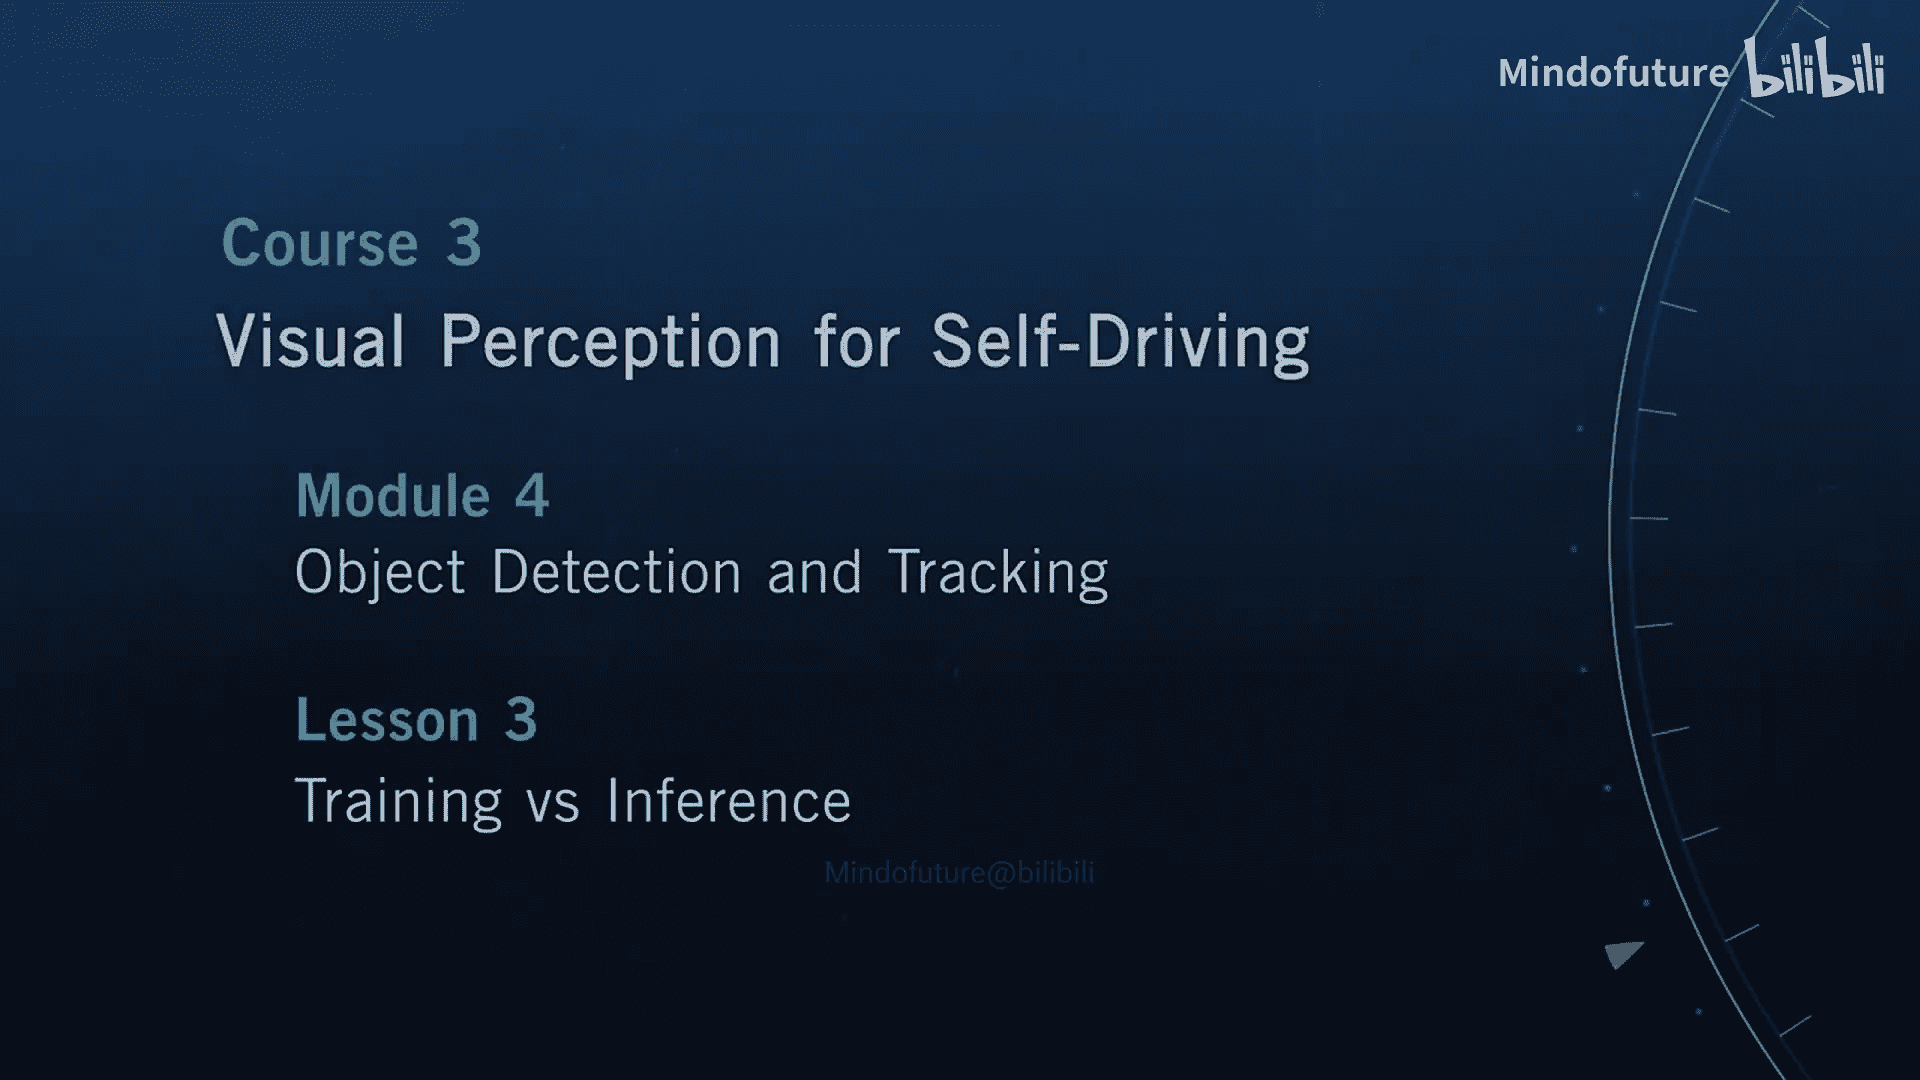 Mindofuture bilibili
Course 3
Visual Perception for Self-Driving
Module 4
Object Detection and Tracking
Lesson 3
Training vs Inference
Mindofuture@bilibili